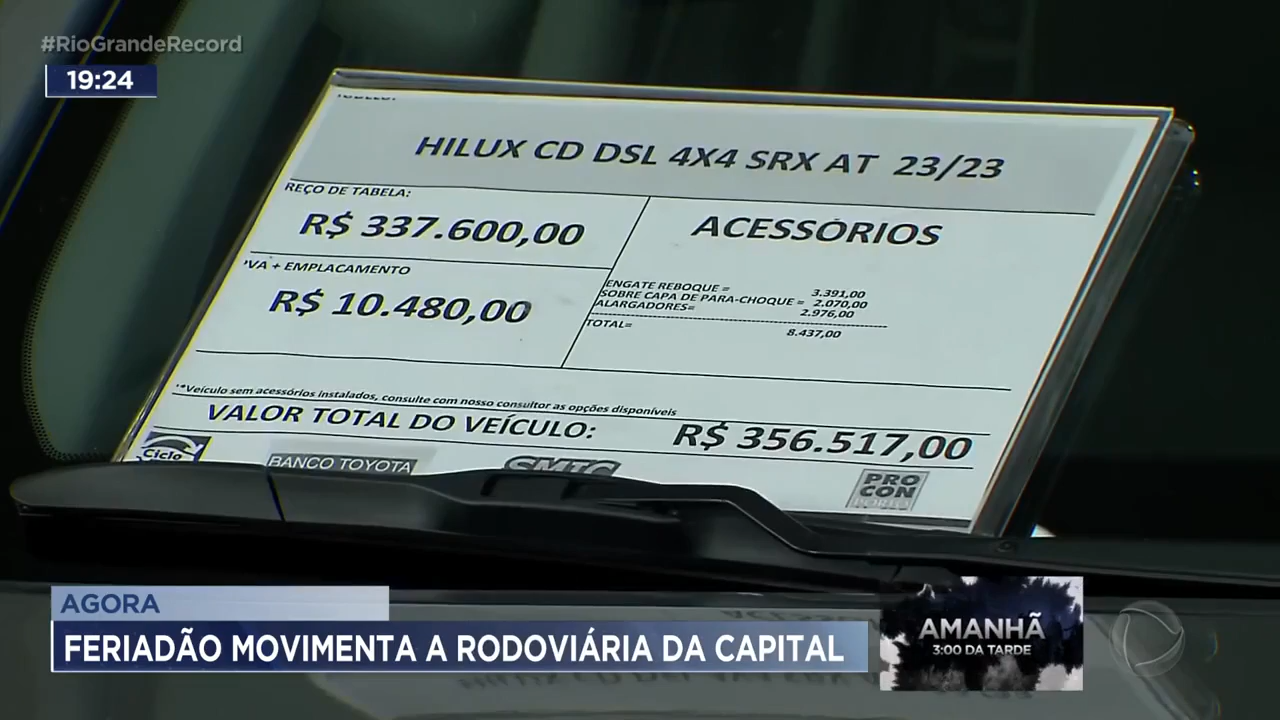 #RioGrandeRecord
19:24
HILUX CD DSL 4X4 SRX AT 23/23
REÇO DE TABELA:
R$ 337.600,00
ACESSÓRIOS
'VA + EMPLACAMENTO
R$ 10.480,00
ENGATE REBOQUE = 3.391,00
SOBRE CAPA DE PARA-CHOQUE = 2.070,00
ALARGADORES= 2.976,00
TOTAL= 8.437,00
'*Veículo sem acessórios instalados, consulte com nosso consultor as opções disponíveis
VALOR TOTAL DO VEÍCULO: R$ 356.517,00
Ciclo
BANCO TOYOTA
SMIC
PRO
CON
AGORA
FERIADÃO MOVIMENTA A RODOVIÁRIA DA CAPITAL
AMANHÃ
3:00 DA TARDE